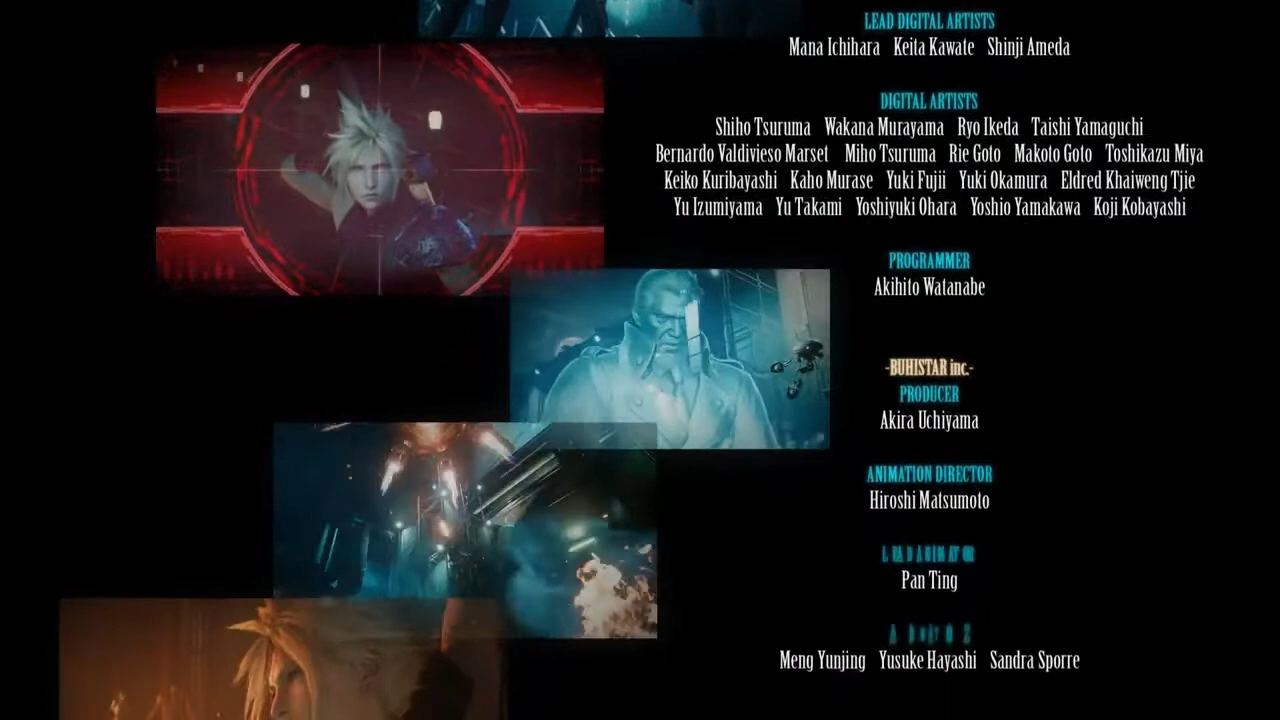 LEAD DIGITAL ARTISTS
Mana Ichihara Keita Kawate Shinji Ameda
DIGITAL ARTISTS
Shiho Tsuruma Wakana Murayama Ryo Ikeda Taishi Yamaguchi
Bernardo Valdivieso Marset Miho Tsuruma Rie Goto Makoto Goto Toshikazu Miya
Keiko Kuribayashi Kaho Murase Yuki Fujii Yuki Okamura Eldred Khaiweng Tjie
Yu Izumiyama Yu Takami Yoshiyuki Ohara Yoshio Yamakawa Koji Kobayashi
PROGRAMMER
Akihito Watanabe
-BUHISTAR inc.-
PRODUCER
Akira Uchiyama
ANIMATION DIRECTOR
Hiroshi Matsumoto
Pan Ting
Meng Yunjing Yusuke Hayashi Sandra Sporre